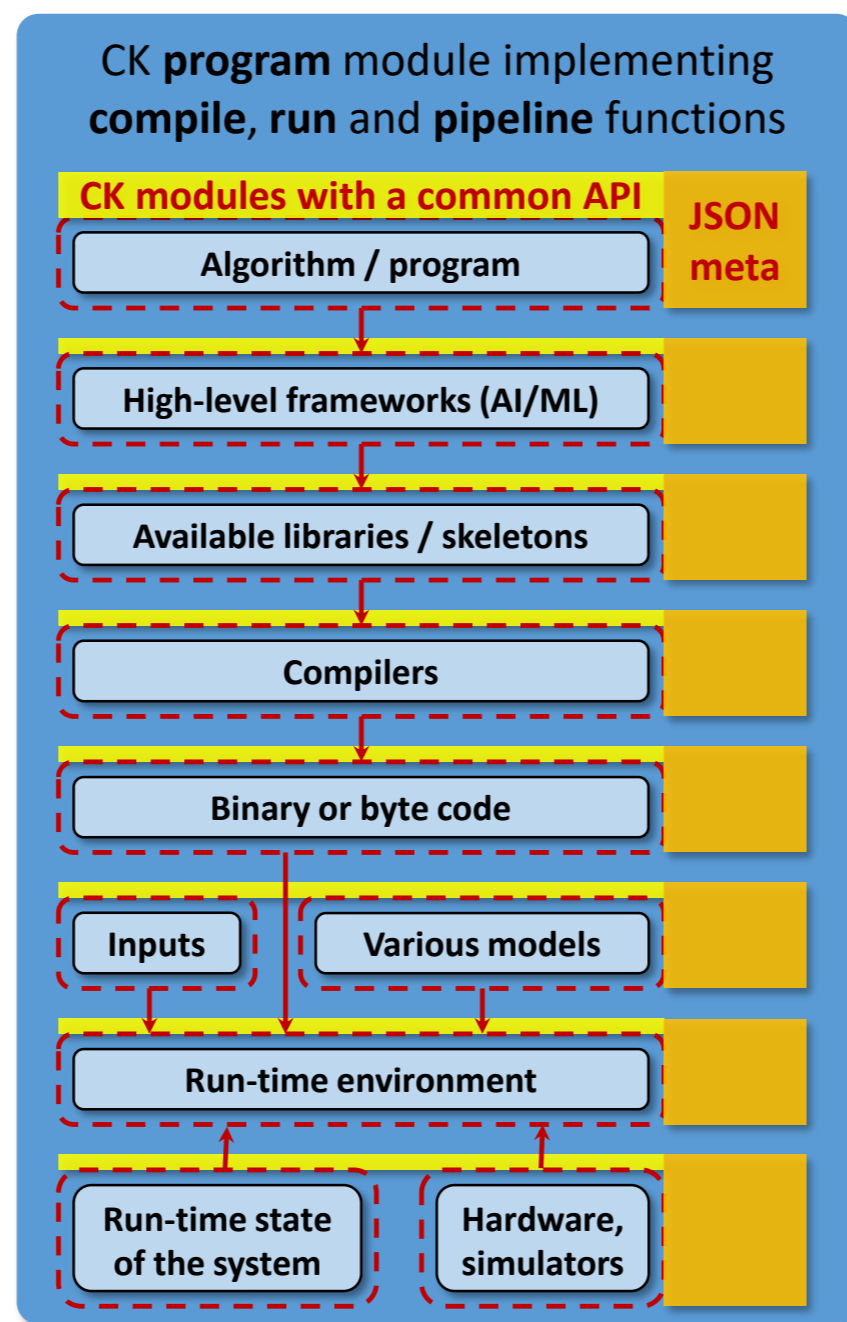 CK program module implementing
compile, run and pipeline functions
CK modules with a common API
JSON
meta
Algorithm / program
High-level frameworks (AI/ML)
Available libraries / skeletons
Compilers
Binary or byte code
Inputs
Various models
Run-time environment
Run-time state
of the system
Hardware,
simulators